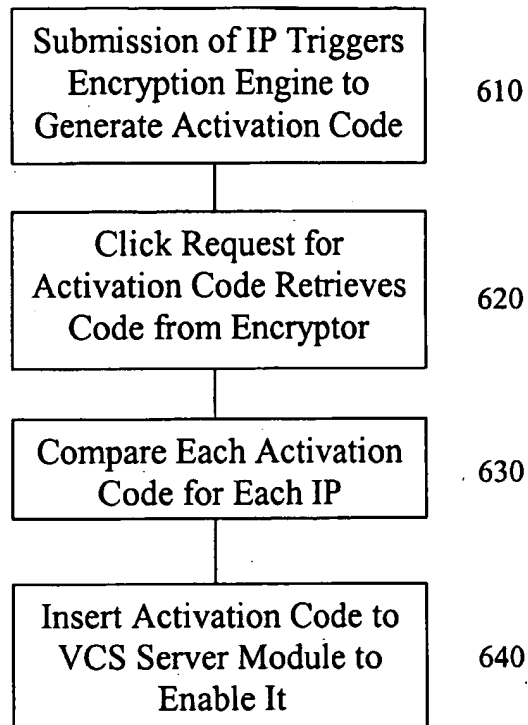 Submission of IP Triggers
Encryption Engine to
Generate Activation Code
610
Click Request for
Activation Code Retrieves
Code from Encryptor
620
Compare Each Activation
Code for Each IP
630
Insert Activation Code to
VCS Server Module to
Enable It
640